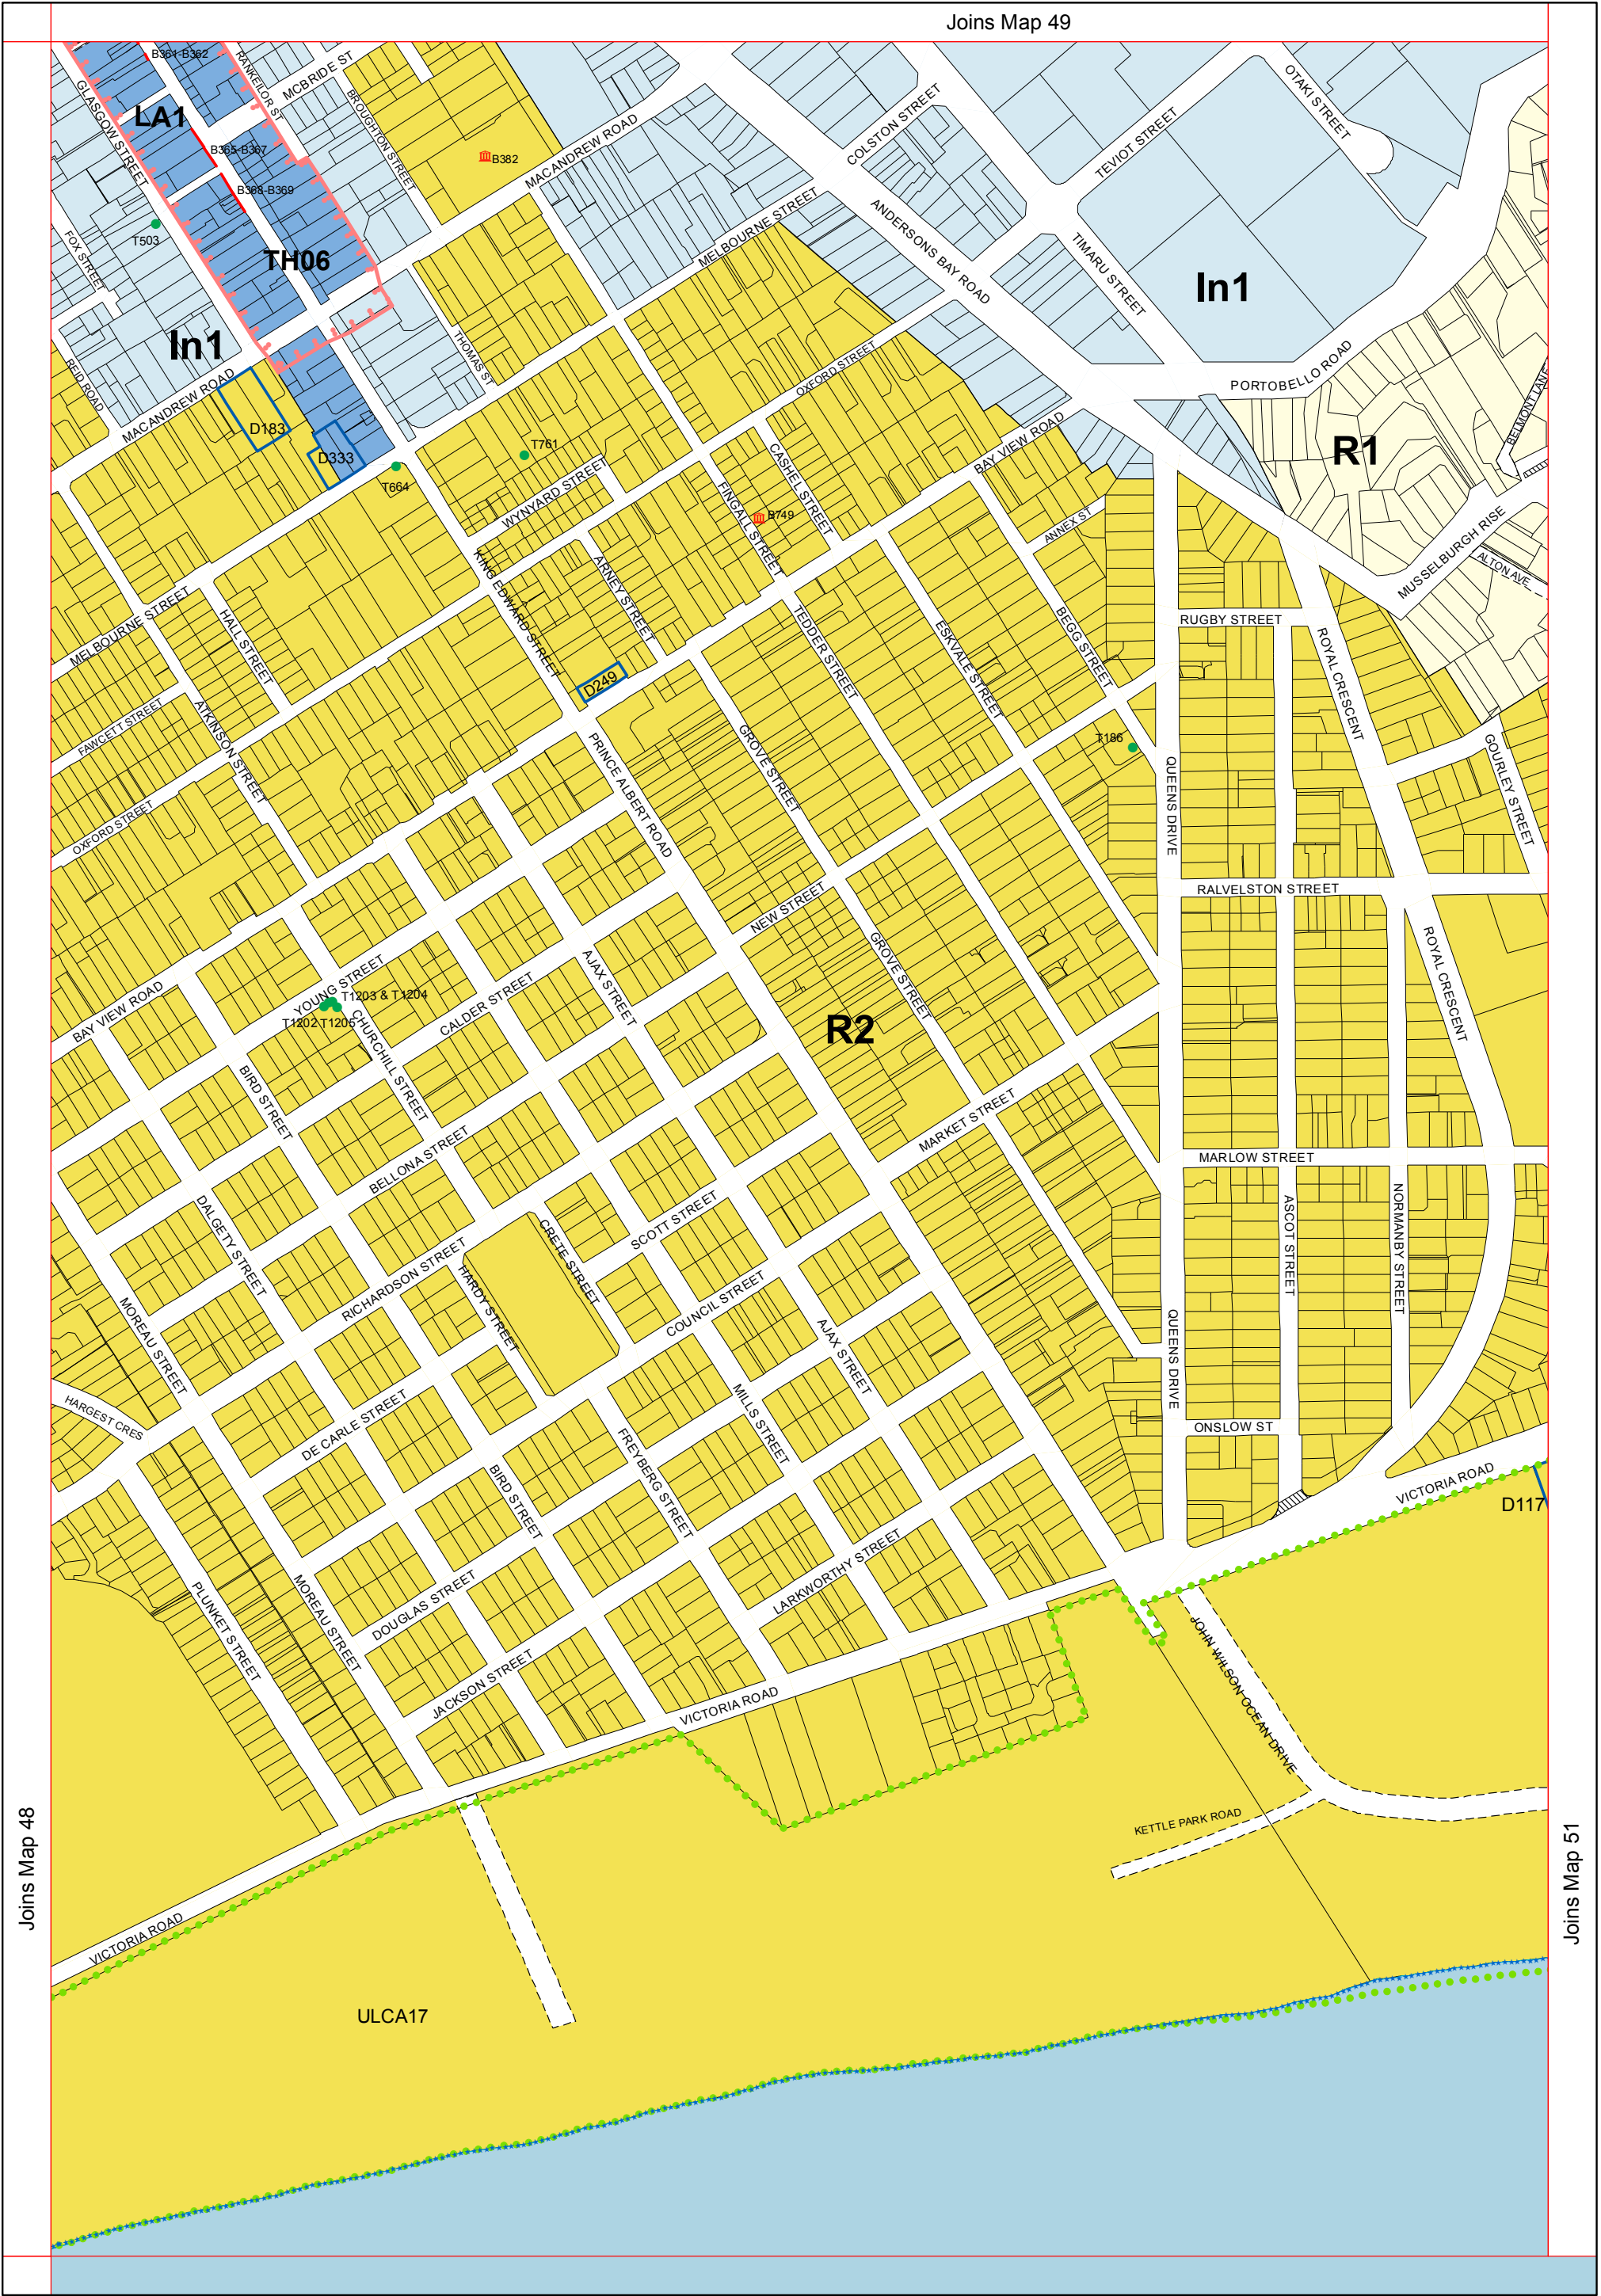 Joins Map 49
B361-B362
RANKEILOR ST
MCBRIDE ST
OTAKI STREET
GLASGOW STREET
BROUGHTON STREET
LA1
COLSTON STREET
TEVIOT STREET
B365-B367
B382
MACANDREW ROAD
B368-B369
T503
FOX STREET
TH06
MELBOURNE STREET
ANDERSONS BAY ROAD
TIMARU STREET
In1
In1
REID ROAD
THOMAS ST
OXFORD STREET
PORTOBELLO ROAD
MACANDREW ROAD
BELMONT LANE
D183
D333
T761
T664
R1
BAY VIEW ROAD
CASHEL STREET
WYNYARD STREET
FINGALL STREET
B749
ANNEX ST
MUSSELBURGH RISE
ALTON AVE
KING EDWARD STREET
ARNEY STREET
MELBOURNE STREET
HALL STREET
TEDDER STREET
ESKVALE STREET
BEGG STREET
RUGBY STREET
ROYAL CRESCENT
D249
FAWCETT STREET
ATKINSON STREET
PRINCE ALBERT ROAD
GROVE STREET
T186
QUEENS DRIVE
GOURLEY STREET
OXFORD STREET
NEW STREET
RALVELSTON STREET
BAY VIEW ROAD
YOUNG STREET
T1203 & T1204
T1202 T1205
CALDER STREET
AJAX STREET
GROVE STREET
ROYAL CRESCENT
R2
BIRD STREET
CHURCHILL STREET
BELLONA STREET
MARKET STREET
MARLOW STREET
DALGETY STREET
SCOTT STREET
CRETE STREET
ASCOT STREET
NORMANBY STREET
RICHARDSON STREET
HARDY STREET
COUNCIL STREET
MOREAU STREET
AJAX STREET
QUEENS DRIVE
HARGEST CRES
DE CARLE STREET
MILLS STREET
ONSLOW ST
FREYBERG STREET
BIRD STREET
VICTORIA ROAD
D117
PLUNKET STREET
MOREAU STREET
DOUGLAS STREET
LARKWORTHY STREET
JOHN WILSON OCEAN DRIVE
JACKSON STREET
VICTORIA ROAD
KETTLE PARK ROAD
Joins Map 48
Joins Map 51
VICTORIA ROAD
ULCA17